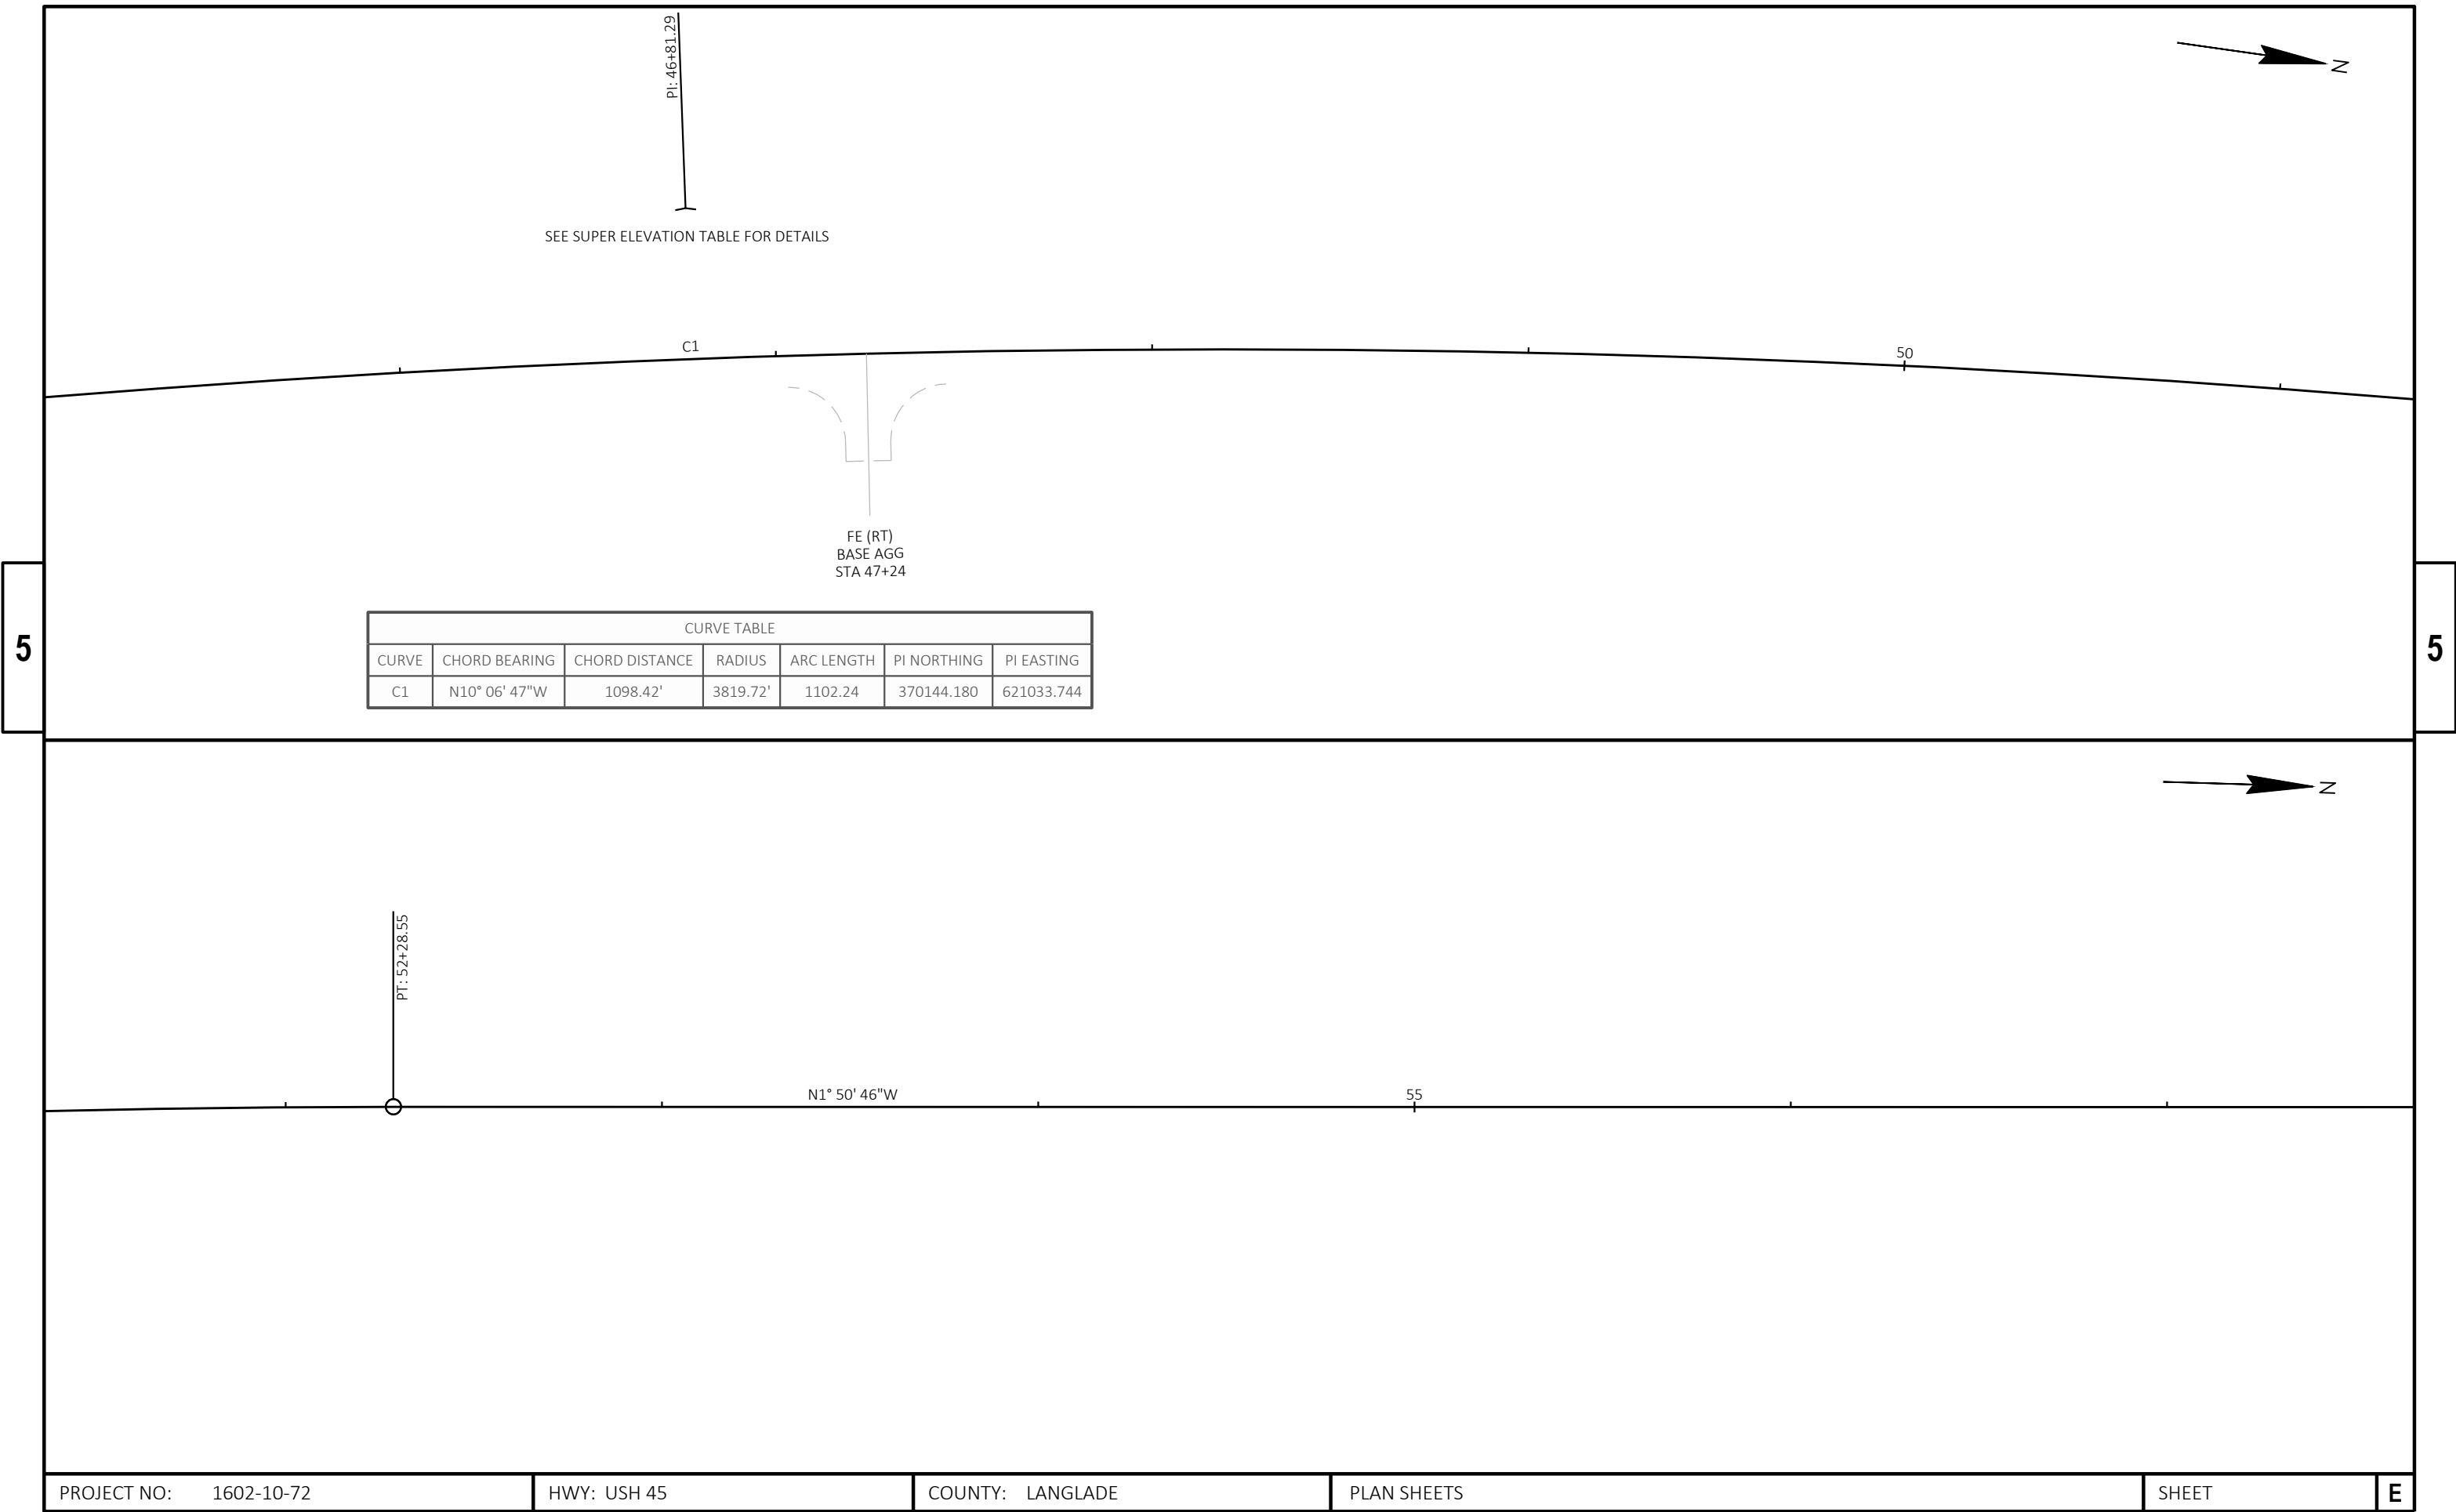 PI: 46+81.29
N
SEE SUPER ELEVATION TABLE FOR DETAILS
C1
50
FE (RT)
BASE AGG
STA 47+24
CURVE TABLE
CURVE CHORD BEARING CHORD DISTANCE RADIUS ARC LENGTH PI NORTHING PI EASTING
C1 N10° 06' 47"W 1098.42' 3819.72' 1102.24 370144.180 621033.744
5
5
N
PT: 52+28.55
N1° 50' 46"W
55
PROJECT NO: 1602-10-72 HWY: USH 45 COUNTY: LANGLADE PLAN SHEETS SHEET E